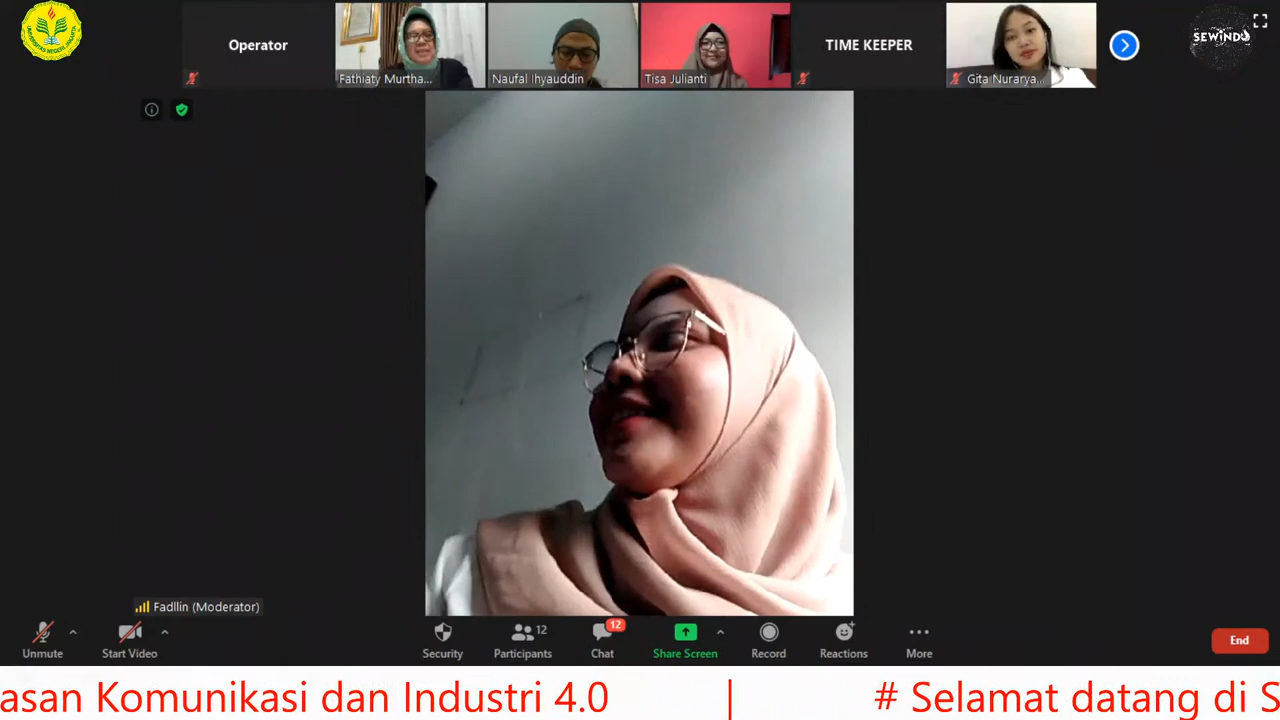 Operator
Fathiaty Murtha...
Naufal Ihyauddin
Tisa Julianti
TIME KEEPER
Gita Nurarya...
SEWINDU
Fadllin (Moderator)
Unmute
Start Video
Security
Participants
12
Chat
12
Share Screen
Record
Reactions
More
End
asan Komunikasi dan Industri 4.0 | # Selamat datang di S